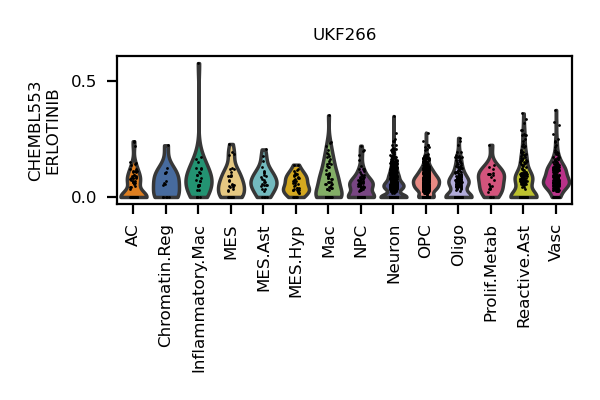 UKF266
CHEMBL553
ERLOTINIB
0.5
0.0
AC
Chromatin.Reg
Inflammatory.Mac
MES
MES.Ast
MES.Hyp
Mac
NPC
Neuron
OPC
Oligo
Prolif.Metab
Reactive.Ast
Vasc